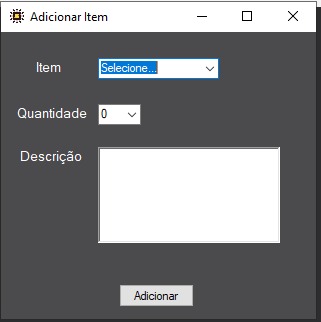 Adicionar Item
Item
Selecione...
Quantidade
0
Descrição
Adicionar